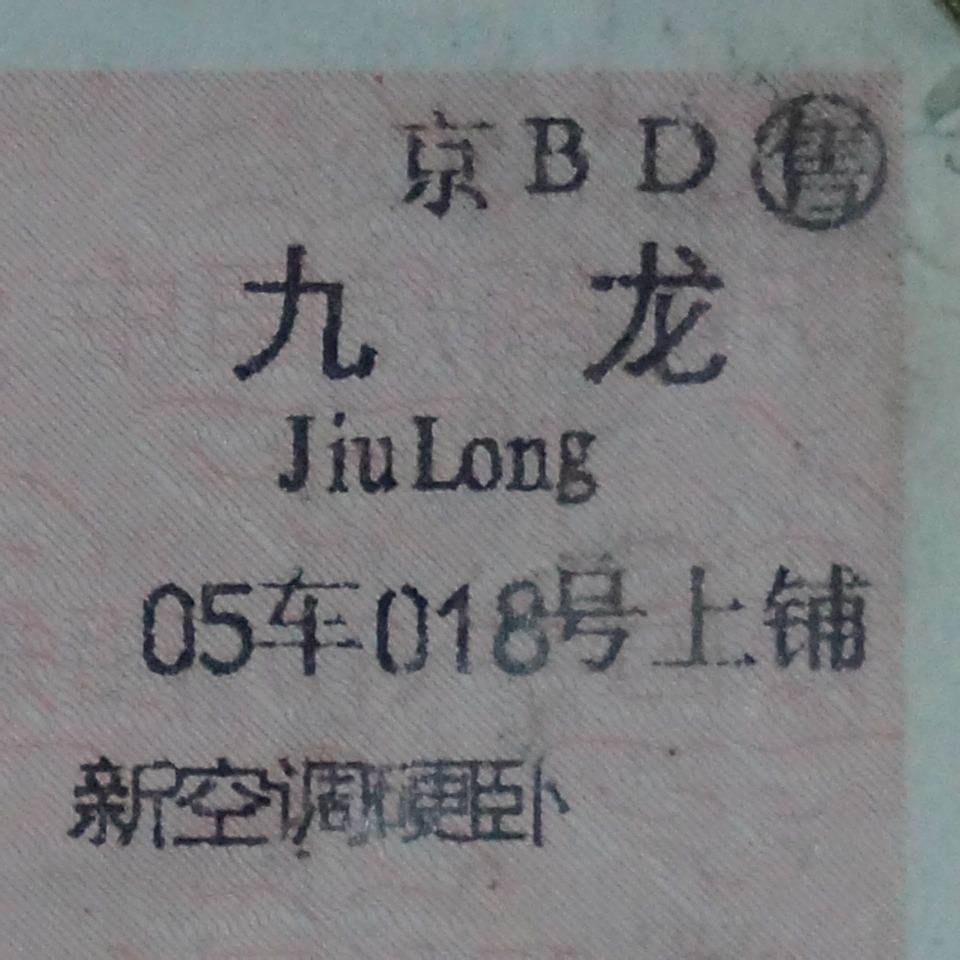 京BD售
九龙
JiuLong
05车018号上铺
新空调硬卧